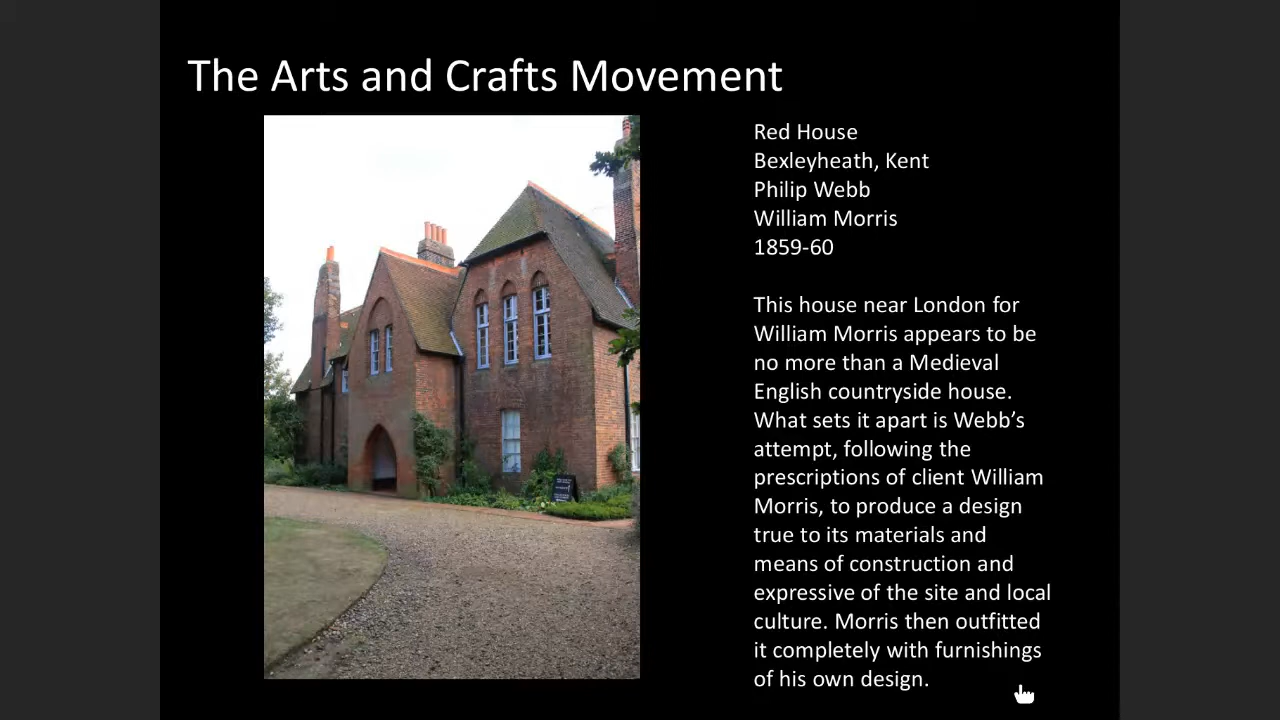 The Arts and Crafts Movement
Red House
Bexleyheath, Kent
Philip Webb
William Morris
1859-60
This house near London for
William Morris appears to be
no more than a Medieval
English countryside house.
What sets it apart is Webb’s
attempt, following the
prescriptions of client William
Morris, to produce a design
true to its materials and
means of construction and
expressive of the site and local
culture. Morris then outfitted
it completely with furnishings
of his own design.